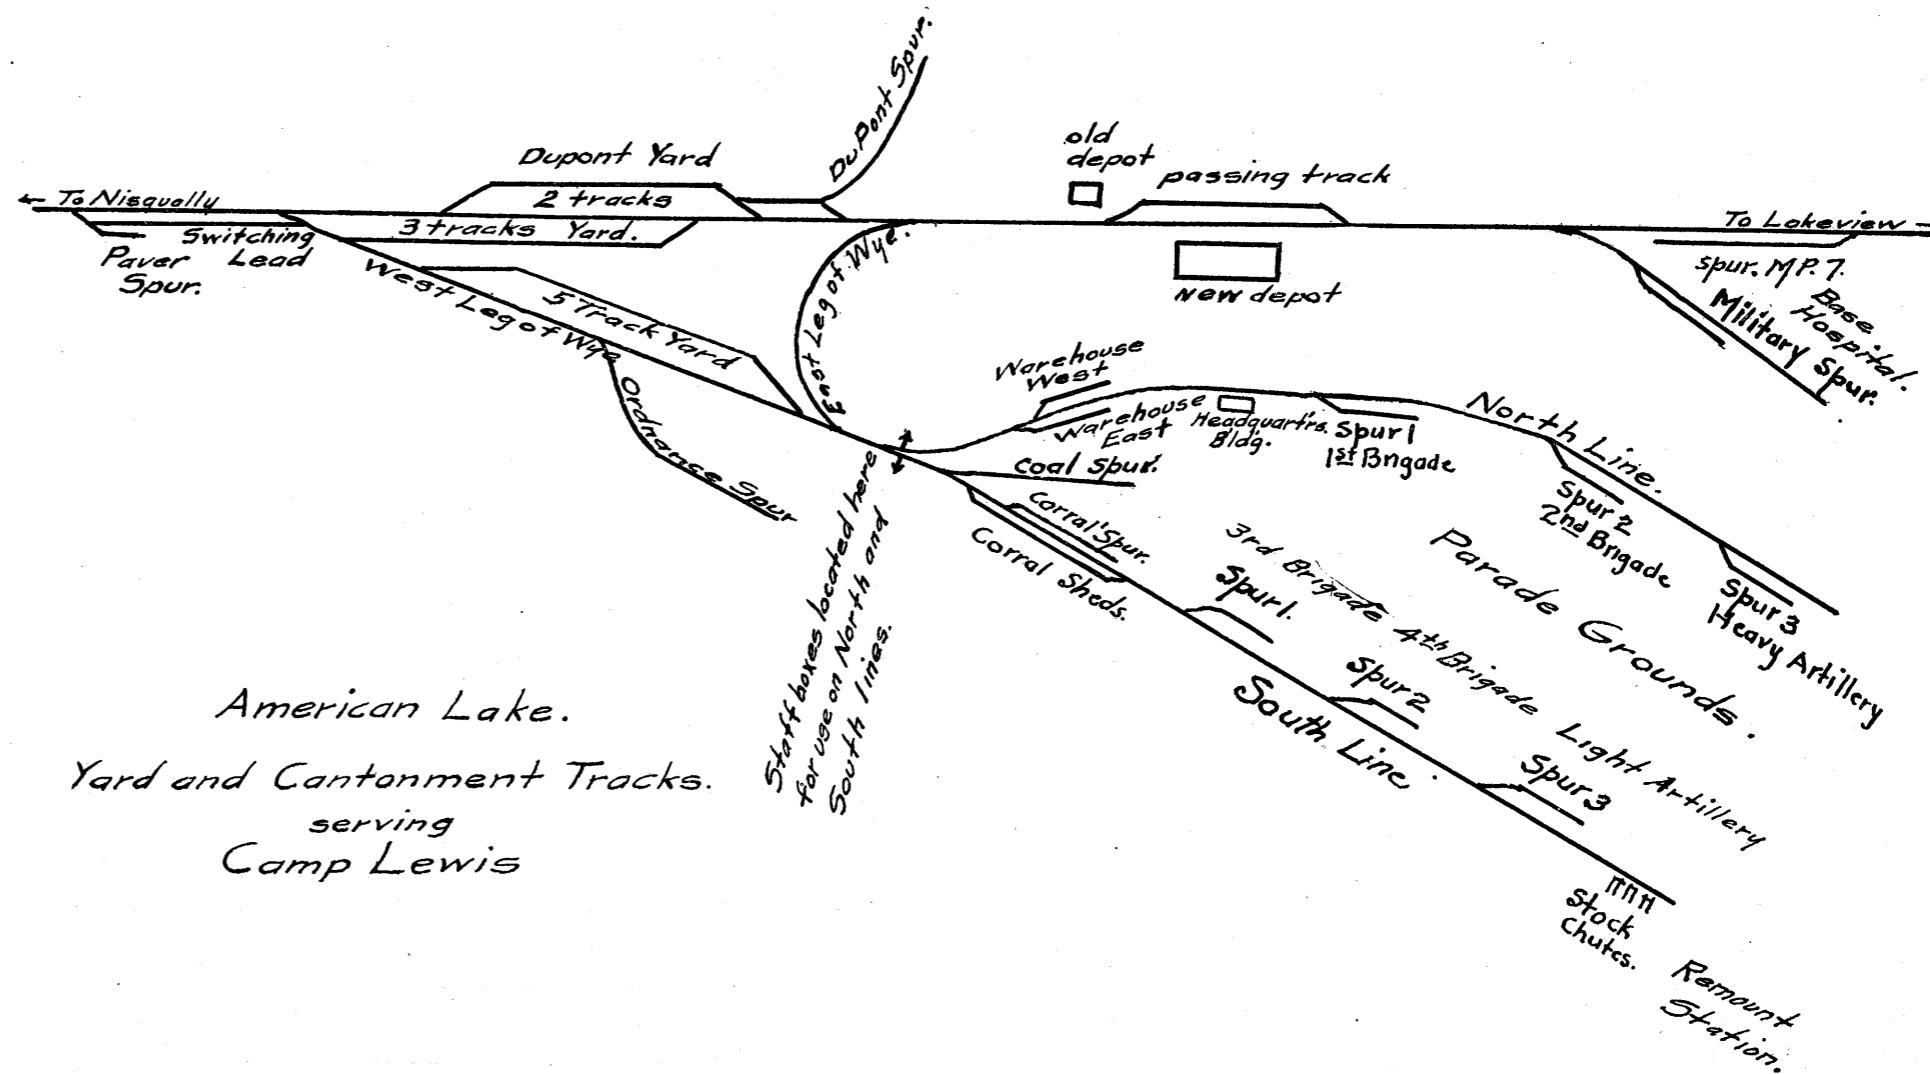 DuPont Spur.
old
depot
Dupont Yard
passing track
To Nisqually
2 tracks
To Lakeview
3 tracks Yard.
Switching
Lead
Paver
Spur.
East Leg of Wye.
Spur. MP. 7.
Base
Hospital.
Military Spur.
New depot
West Leg of Wye
5 Track Yard
Ordnance Spur
Warehouse
West
Warehouse
East
Headquart'rs.
Bldg.
Spur 1
1st Brigade
North Line.
Coal Spur.
Spur 2
2nd Brigade
Corral Spur.
Corral Sheds.
Staff boxes located here
for use on North and
South lines.
3rd Brigade
Spur 1.
Parade Grounds.
Spur 3
Heavy Artillery
4th Brigade
Spur 2
South Line
Light Artillery
Spur 3
American Lake.
Yard and Cantonment Tracks.
serving
Camp Lewis
Stock
Chutes.
Remount
Station.